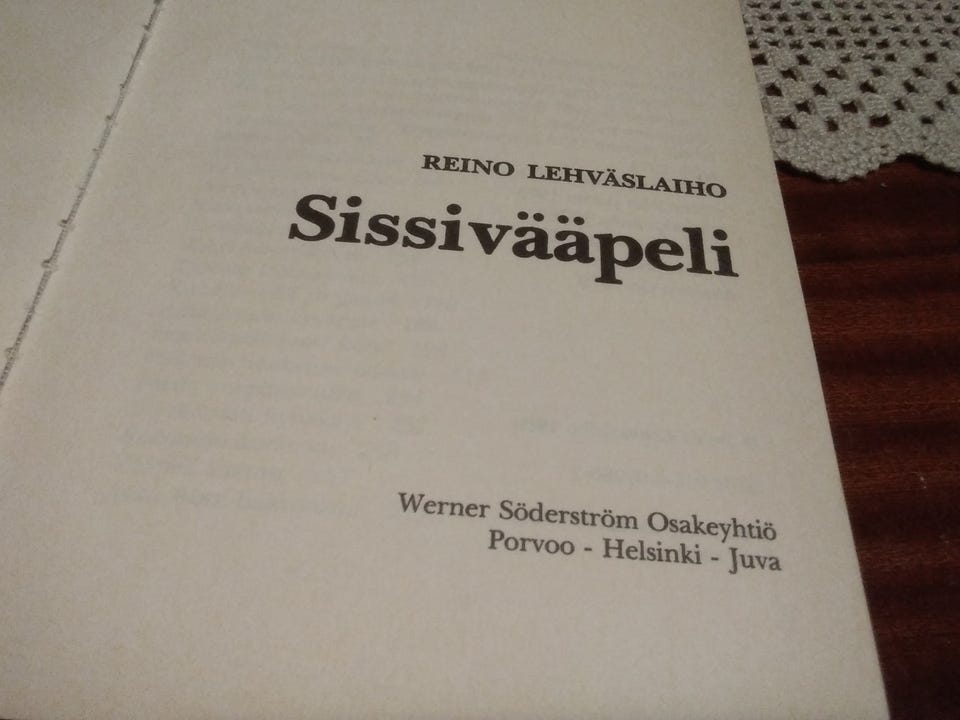 REINO LEHVÄSLAIHO
Sissivääpeli
Werner Söderström Osakeyhtiö
Porvoo - Helsinki - Juva